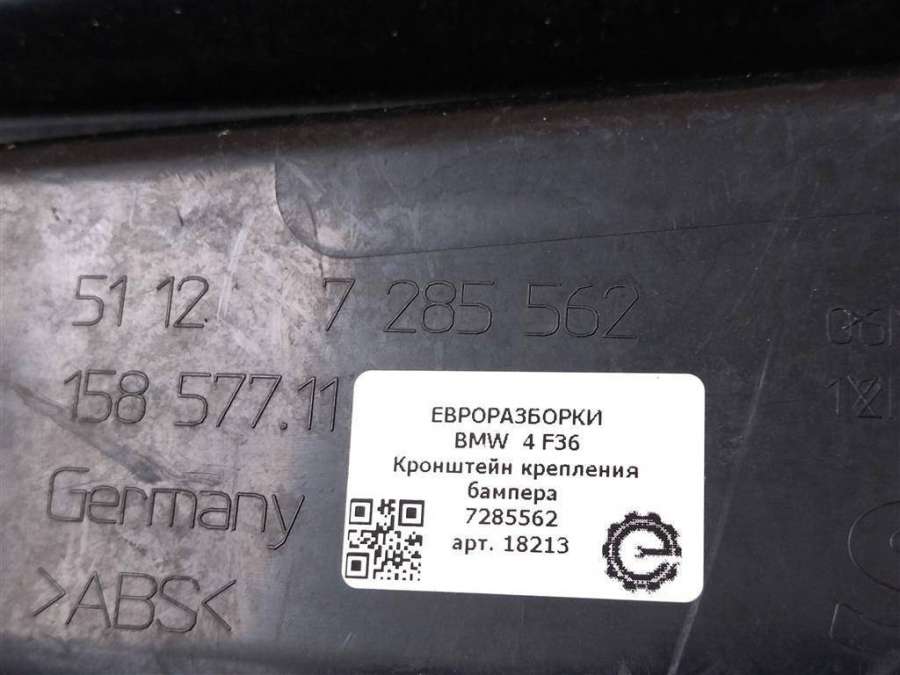 51 12 7 285 562
158 577.11
Germany
>ABS<
ЕВРОРАЗБОРКИ
BMW 4 F36
Кронштейн крепления
бампера
7285562
арт. 18213